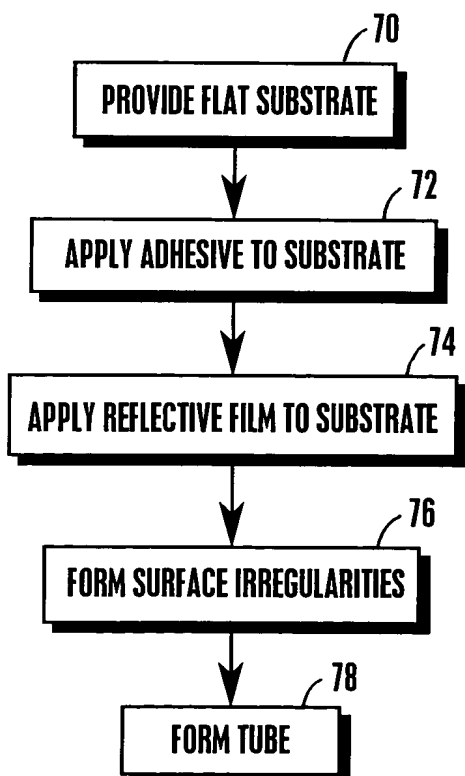 70
PROVIDE FLAT SUBSTRATE
72
APPLY ADHESIVE TO SUBSTRATE
74
APPLY REFLECTIVE FILM TO SUBSTRATE
76
FORM SURFACE IRREGULARITIES
78
FORM TUBE